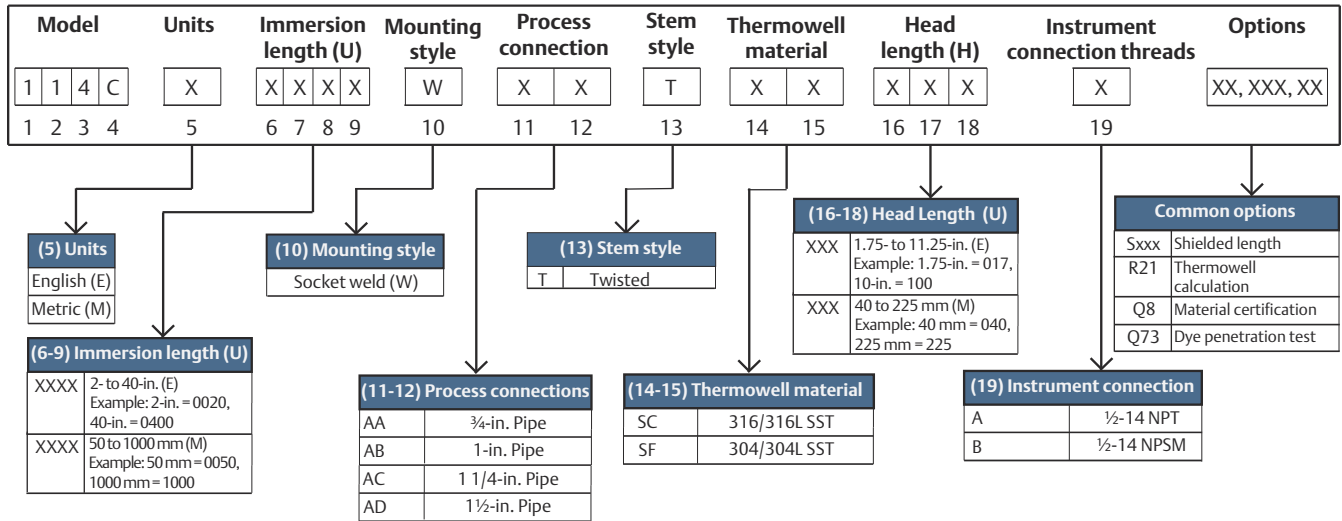 Model Units Immersion length (U) Mounting style Process connection Stem style Thermowell material Head length (H) Instrument connection threads Options
1 1 4 C X X X X X W X X T X X X X X X XX, XXX, XX
1 2 3 4 5 6 7 8 9 10 11 12 13 14 15 16 17 18 19
(5) Units
English (E)
Metric (M)
(6-9) Immersion length (U)
XXXX 2- to 40-in. (E)
Example: 2-in. = 0020,
40-in. = 0400
XXXX 50 to 1000 mm (M)
Example: 50 mm = 0050,
1000 mm = 1000
(10) Mounting style
Socket weld (W)
(11-12) Process connections
AA ¾-in. Pipe
AB 1-in. Pipe
AC 1 1/4-in. Pipe
AD 1½-in. Pipe
(13) Stem style
T Twisted
(14-15) Thermowell material
SC 316/316L SST
SF 304/304L SST
(16-18) Head Length (U)
XXX 1.75- to 11.25-in. (E)
Example: 1.75-in. = 017,
10-in. = 100
XXX 40 to 225 mm (M)
Example: 40 mm = 040,
225 mm = 225
(19) Instrument connection
A ½-14 NPT
B ½-14 NPSM
Common options
Sxxx Shielded length
R21 Thermowell
calculation
Q8 Material certification
Q73 Dye penetration test